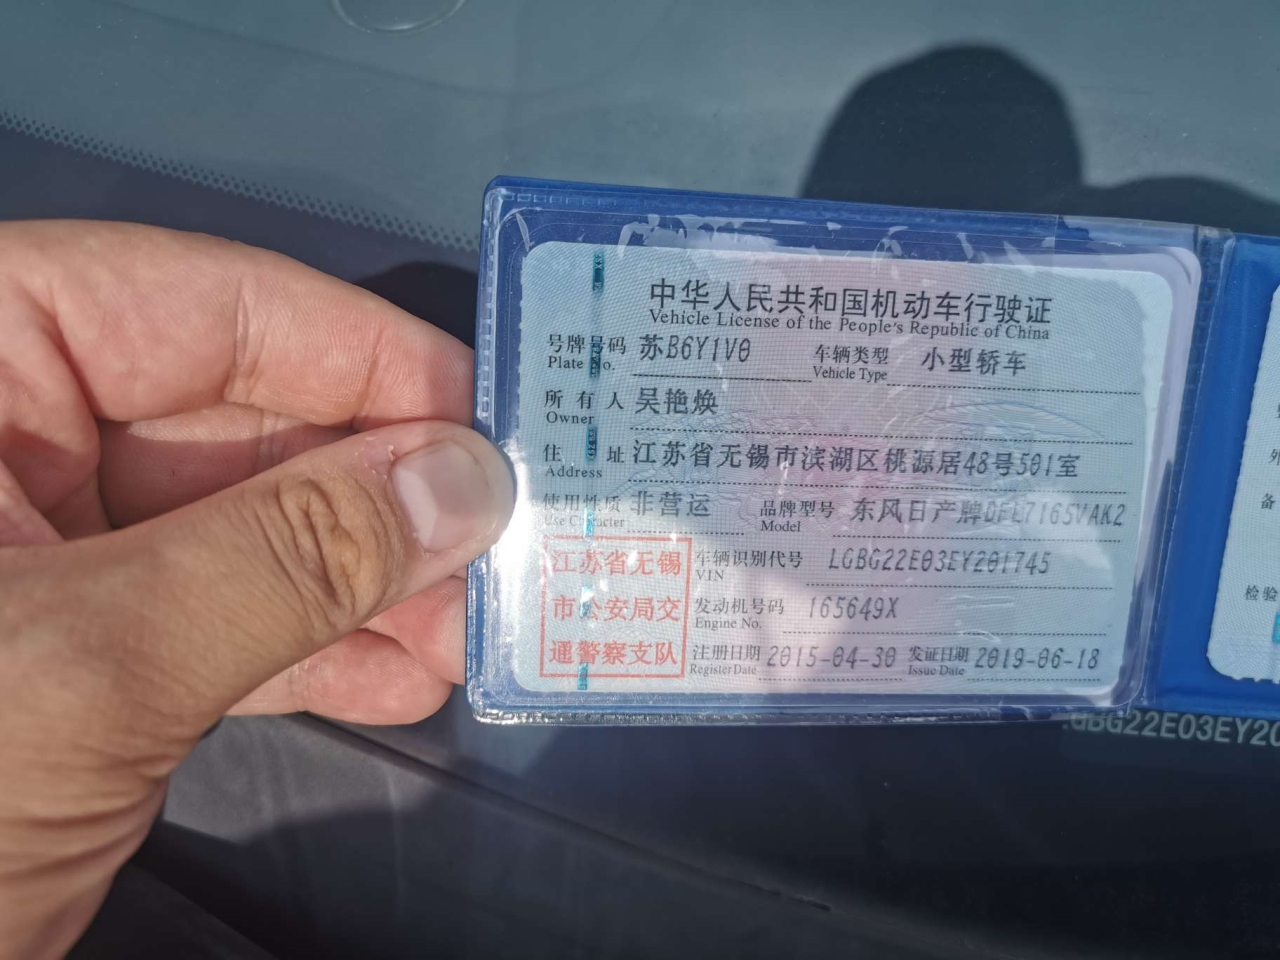 中华人民共和国机动车行驶证
Vehicle License of the People's Republic of China
号牌号码 苏B6Y1V0 车辆类型 小型轿车
Plate No. Vehicle Type
所有人 吴艳焕
Owner
住址 江苏省无锡市滨湖区桃源居48号501室
Address
使用性质 非营运 品牌型号 东风日产牌DFL7165VAK2
Use Character Model
江苏省无锡
市公安局交
通警察支队
车辆识别代号 LGBG22E03EY201745
VIN
发动机号码 165649X
Engine No.
注册日期 2015-04-30 发证日期 2019-06-18
Register Date Issue Date
备
检验
GBG22E03EY20